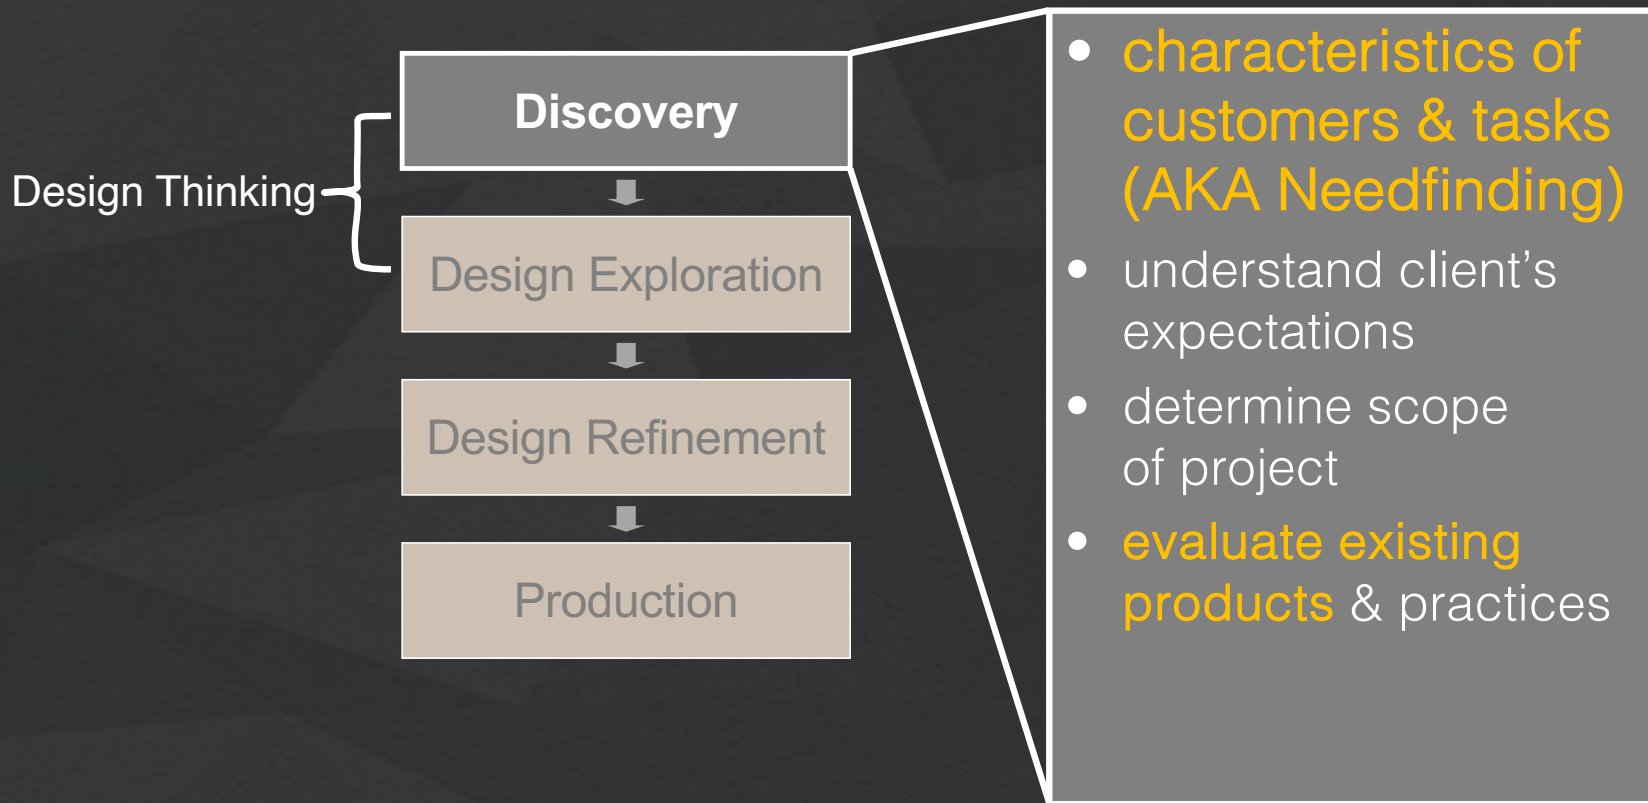 Design Thinking
Discovery
Design Exploration
Design Refinement
Production
• characteristics of
customers & tasks
(AKA Needfinding)
• understand client’s
expectations
• determine scope
of project
• evaluate existing
products & practices